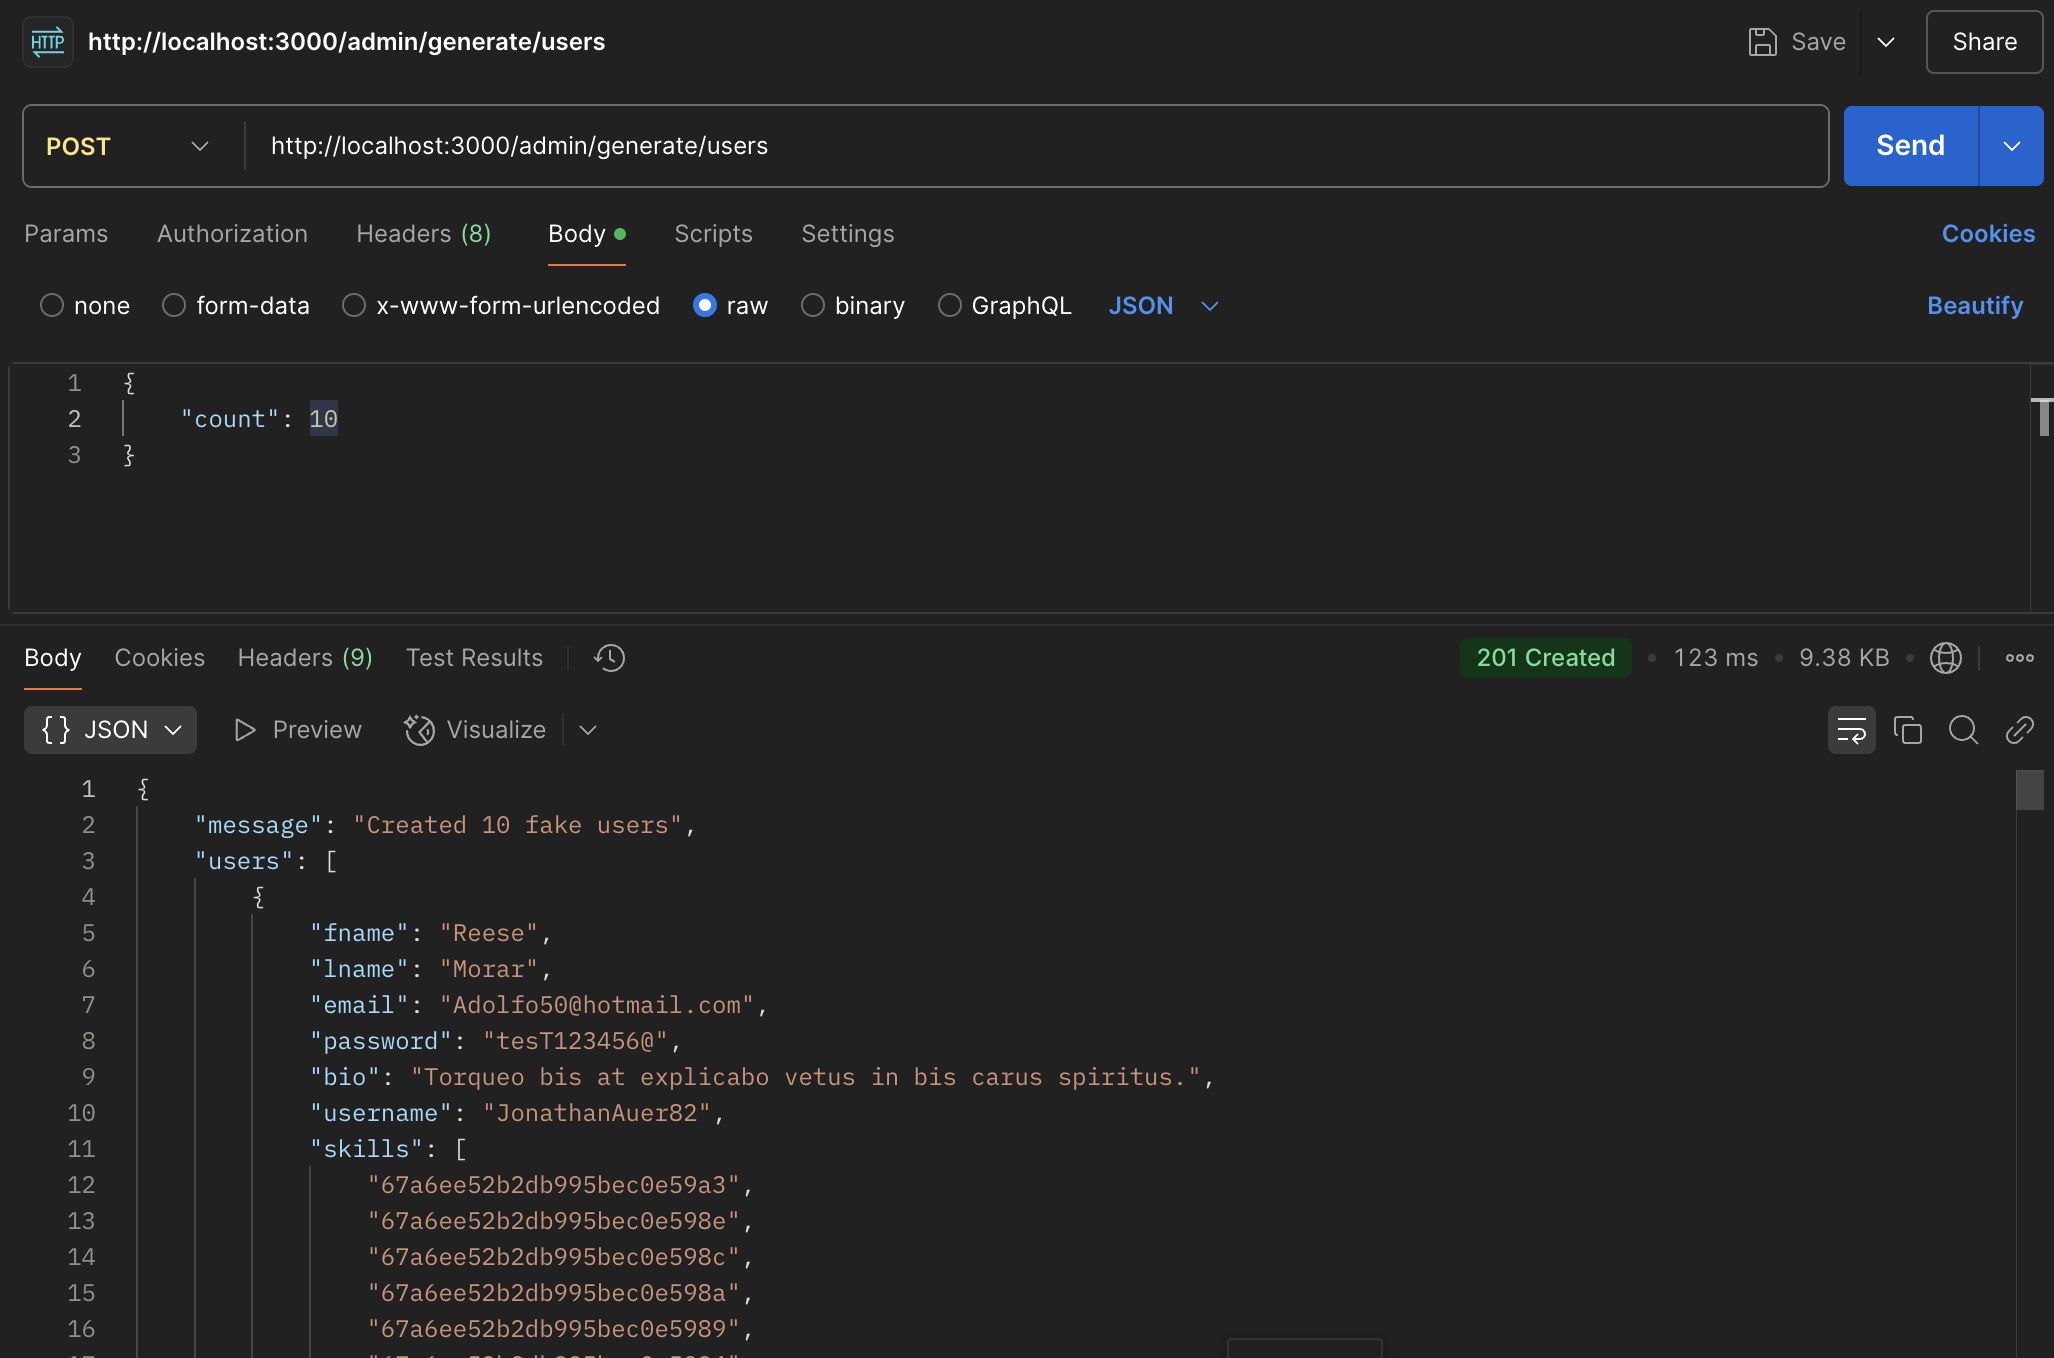 HTTP http://localhost:3000/admin/generate/users Save Share
POST http://localhost:3000/admin/generate/users Send
Params Authorization Headers (8) Body Scripts Settings Cookies
none form-data x-www-form-urlencoded raw binary GraphQL JSON Beautify
1 {
2 "count": 10
3 }
Body Cookies Headers (9) Test Results 201 Created • 123 ms • 9.38 KB •
{} JSON Preview Visualize
1 {
2 "message": "Created 10 fake users",
3 "users": [
4 {
5 "fname": "Reese",
6 "lname": "Morar",
7 "email": "Adolfo50@hotmail.com",
8 "password": "tesT123456@",
9 "bio": "Torqueo bis at explicabo vetus in bis carus spiritus.",
10 "username": "JonathanAuer82",
11 "skills": [
12 "67a6ee52b2db995bec0e59a3",
13 "67a6ee52b2db995bec0e598e",
14 "67a6ee52b2db995bec0e598c",
15 "67a6ee52b2db995bec0e598a",
16 "67a6ee52b2db995bec0e5989",